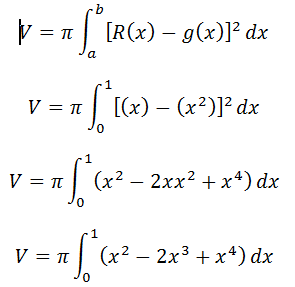 V = π ∫_a^b [R(x) − g(x)]² dx
V = π ∫_0^1 [(x) − (x²)]² dx
V = π ∫_0^1 (x² − 2xx² + x⁴) dx
V = π ∫_0^1 (x² − 2x³ + x⁴) dx